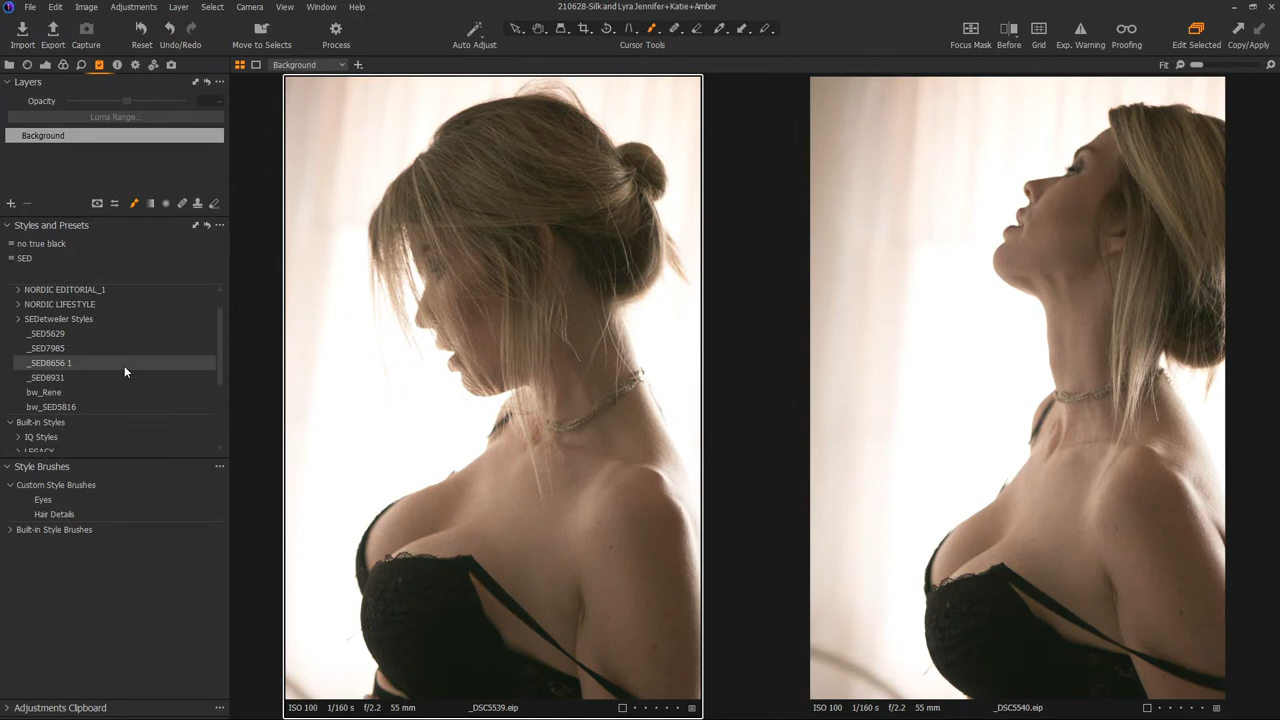 File Edit Image Adjustments Layer Select Camera View Window Help
210628-Silk and Lyra Jennifer+Katie+Amber
Import Export Capture Reset Undo/Redo Move to Selects Process Auto Adjust Cursor Tools Focus Mask Before Grid Exp. Warning Proofing Edit Selected Copy/Apply
Background
Fit
Layers
Opacity
Luma Range...
Background
Styles and Presets
no true black
SED
NORDIC EDITORIAL_1
NORDIC LIFESTYLE
SEDetweiler Styles
_SED5629
_SED7985
_SED8656 1
_SED8931
bw_Rene
bw_SED5816
Built-in Styles
IQ Styles
LEGACY
Style Brushes
Custom Style Brushes
Eyes
Hair Details
Built-in Style Brushes
Adjustments Clipboard
ISO 100 1/160 s f/2.2 55 mm _DSC5539.eip
ISO 100 1/160 s f/2.2 55 mm _DSC5540.eip